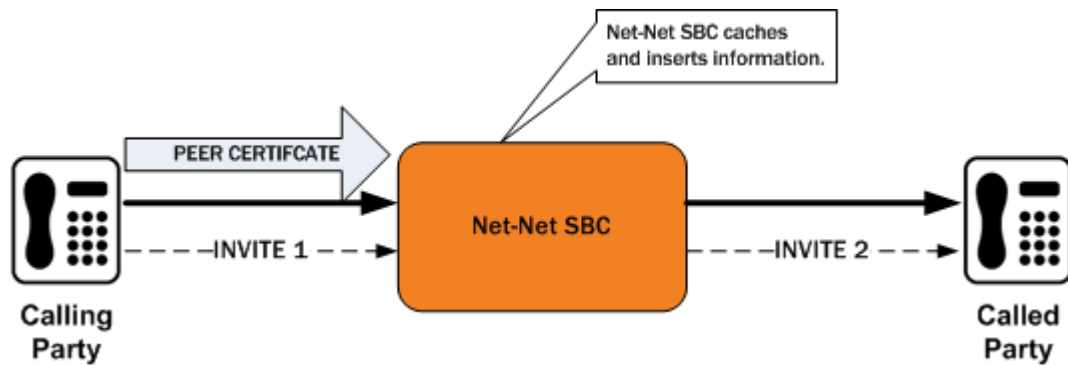 Net-Net SBC caches
and inserts information.
PEER CERTIFCATE
Net-Net SBC
INVITE 1
INVITE 2
Calling
Party
Called
Party